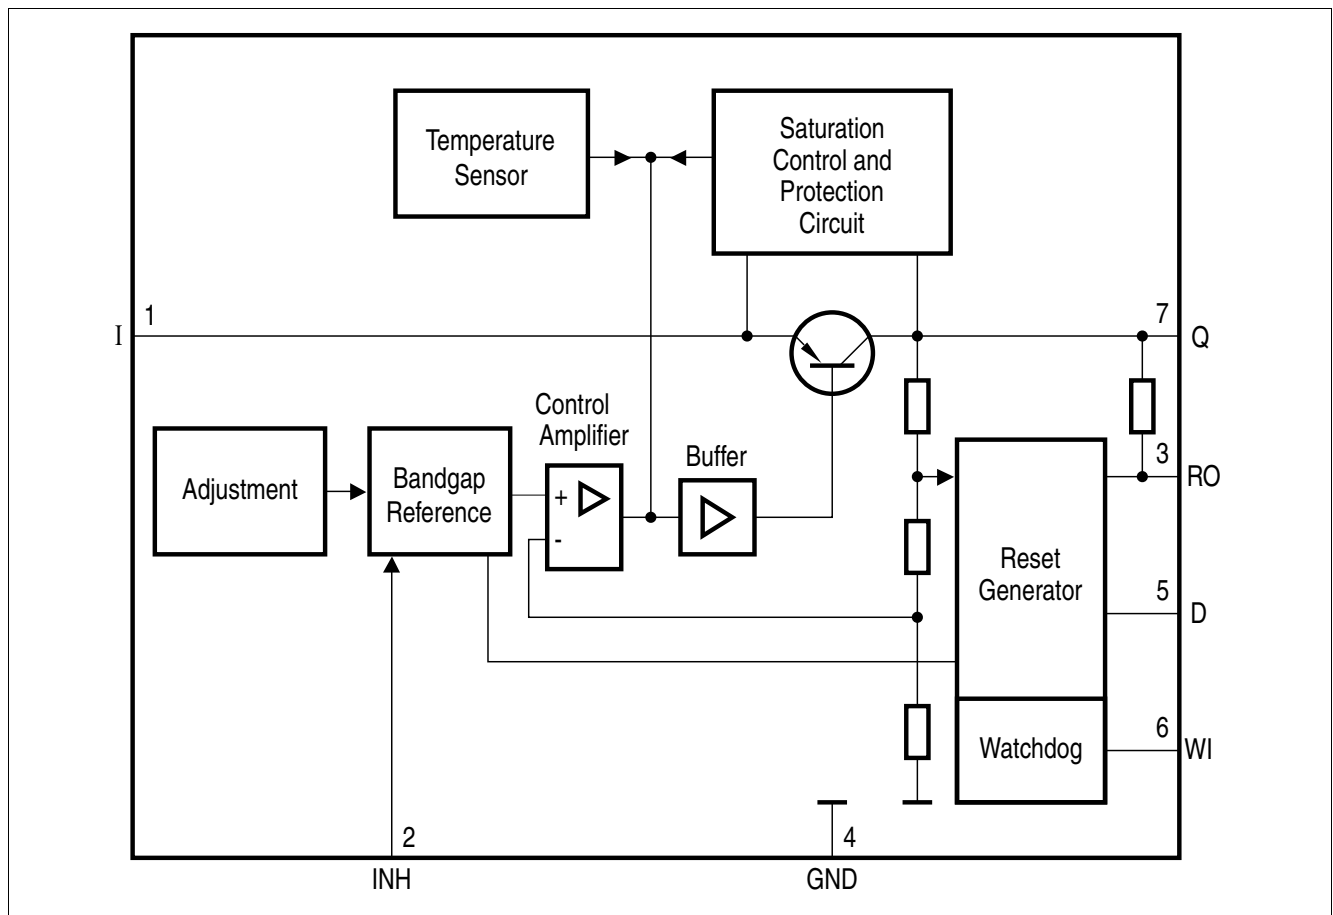 Temperature
Sensor
Saturation
Control and
Protection
Circuit
1
I
7
Q
Control
Amplifier
Buffer
Adjustment
Bandgap
Reference
+
-
3
RO
Reset
Generator
5
D
Watchdog
6
WI
2
4
INH
GND